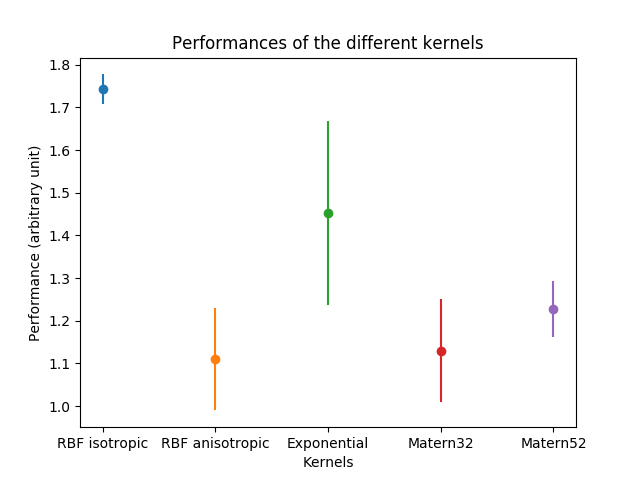 Performances of the different kernels
Performance (arbitrary unit)
1.8
1.7
1.6
1.5
1.4
1.3
1.2
1.1
1.0
RBF isotropic
RBF anisotropic
Exponential
Matern32
Matern52
Kernels